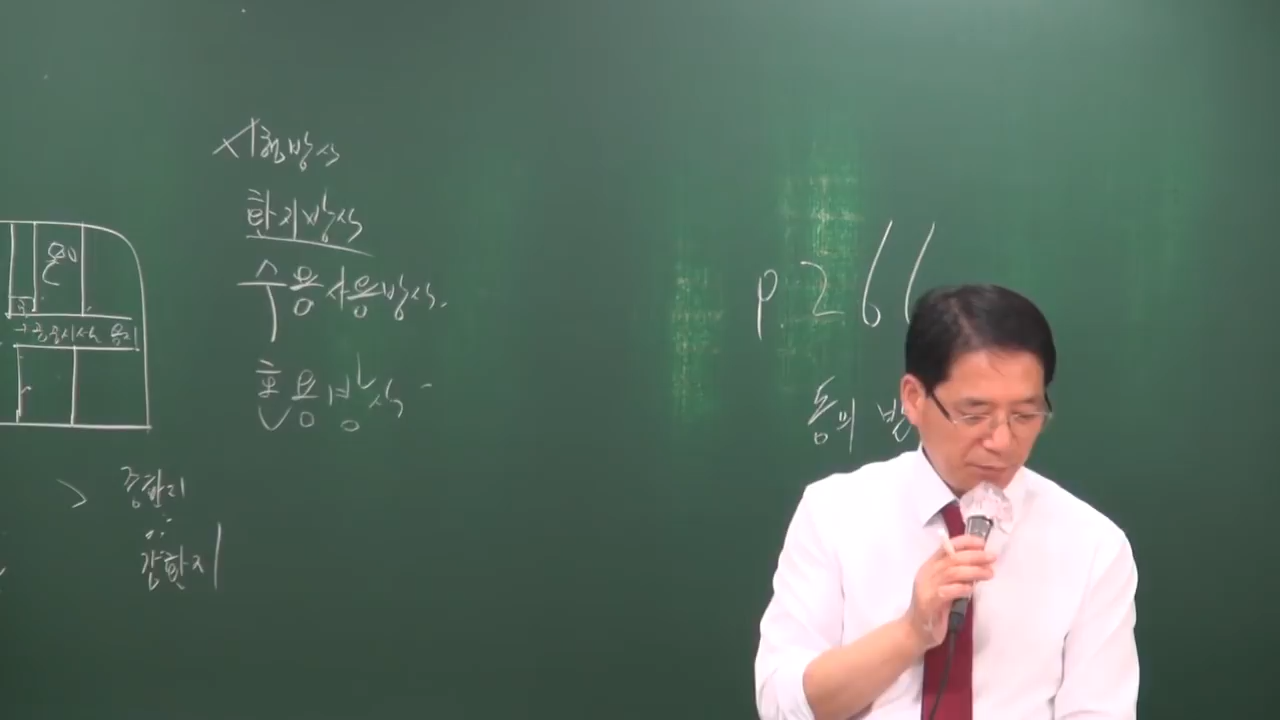 시행방식
환지방식
수용사용방식.
혼용방식
→ 공공시설 용지
증환지
감환지
p. 266
동의